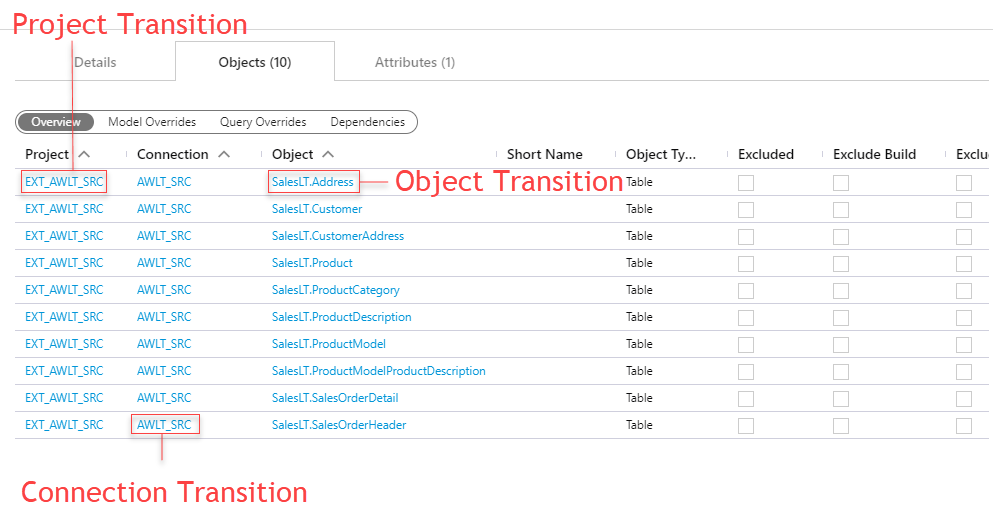 Project Transition
Details Objects (10) Attributes (1)
Overview Model Overrides Query Overrides Dependencies
Project Connection Object Short Name Object Ty... Excluded Exclude Build Exclu
EXT_AWLT_SRC AWLT_SRC SalesLT.Address Object Transition Table
EXT_AWLT_SRC AWLT_SRC SalesLT.Customer Table
EXT_AWLT_SRC AWLT_SRC SalesLT.CustomerAddress Table
EXT_AWLT_SRC AWLT_SRC SalesLT.Product Table
EXT_AWLT_SRC AWLT_SRC SalesLT.ProductCategory Table
EXT_AWLT_SRC AWLT_SRC SalesLT.ProductDescription Table
EXT_AWLT_SRC AWLT_SRC SalesLT.ProductModel Table
EXT_AWLT_SRC AWLT_SRC SalesLT.ProductModelProductDescription Table
EXT_AWLT_SRC AWLT_SRC SalesLT.SalesOrderDetail Table
EXT_AWLT_SRC AWLT_SRC SalesLT.SalesOrderHeader Table
Connection Transition